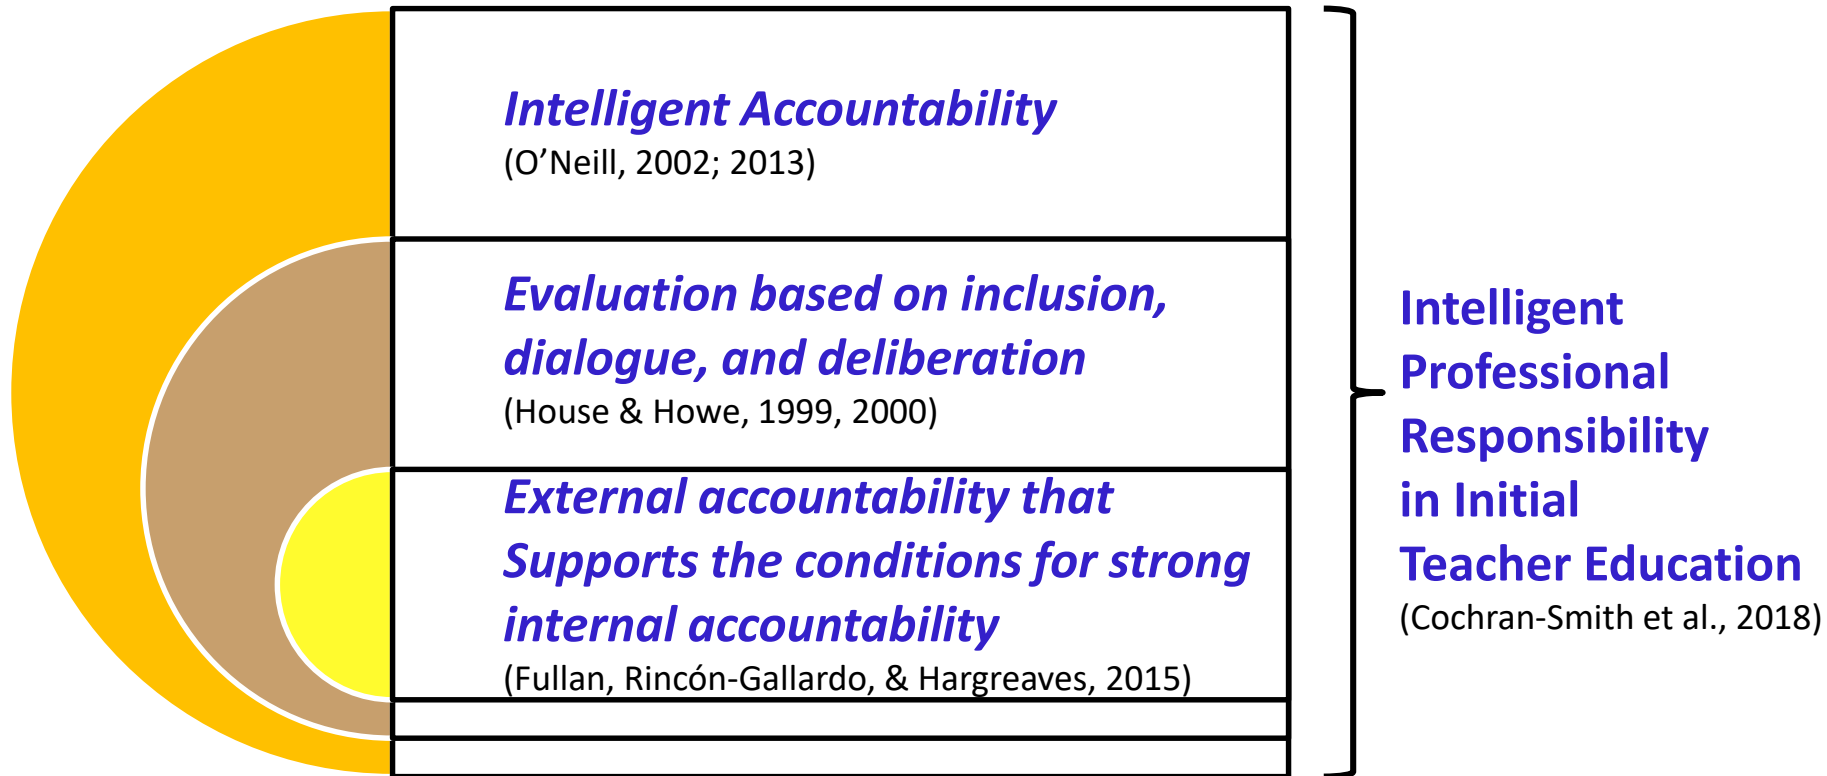 Intelligent Accountability
(O’Neill, 2002; 2013)
Evaluation based on inclusion,
dialogue, and deliberation
(House & Howe, 1999, 2000)
External accountability that
Supports the conditions for strong
internal accountability
(Fullan, Rincón-Gallardo, & Hargreaves, 2015)
Intelligent
Professional
Responsibility
in Initial
Teacher Education
(Cochran-Smith et al., 2018)